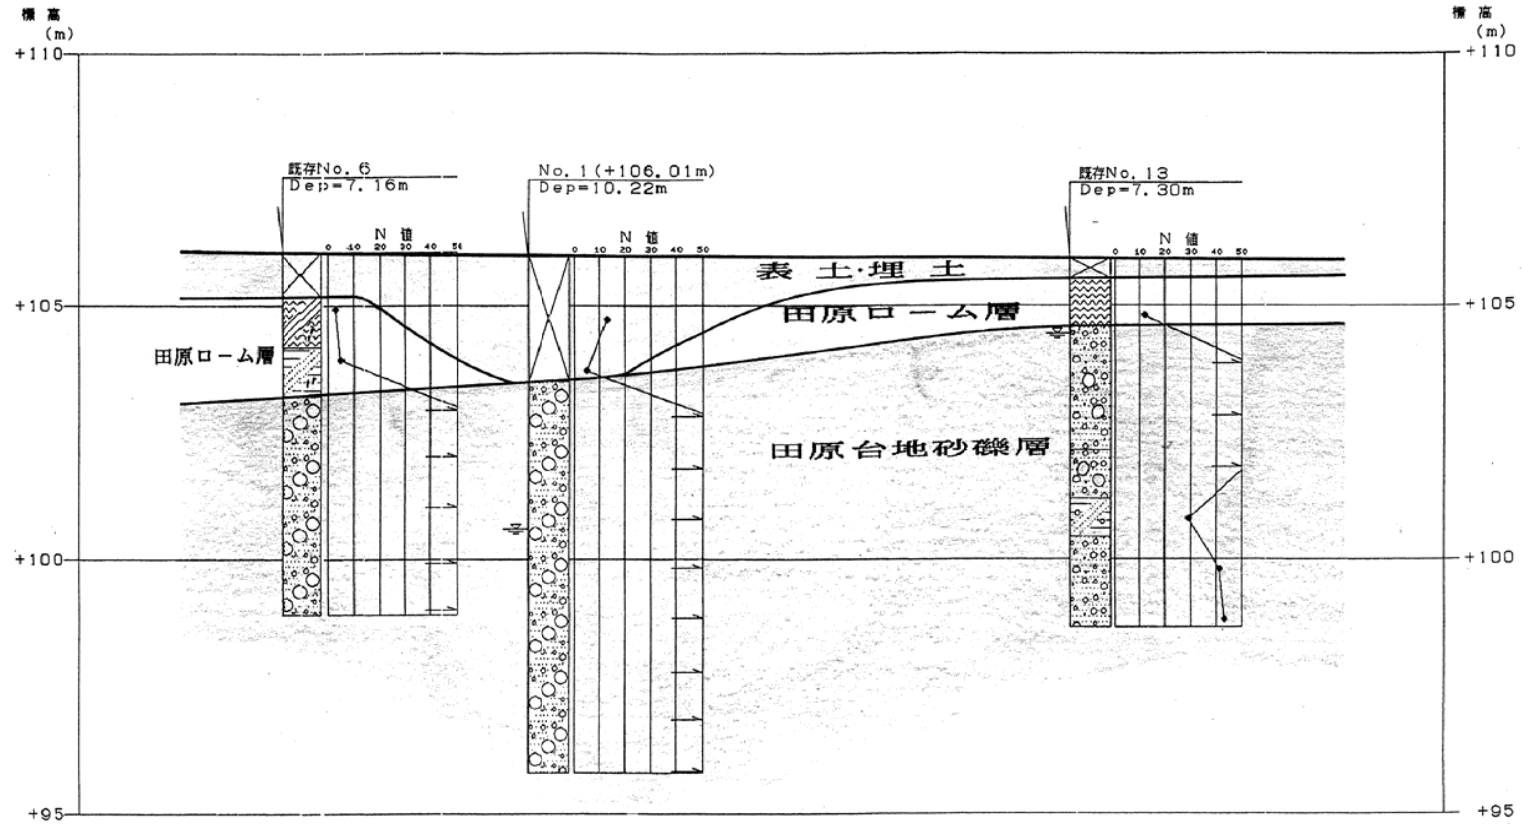 標 高
(m)
標 高
(m)
+110
+110
既存No. 6
Dep=7. 16m
No. 1 (+106. 01m)
Dep=10. 22m
既存No. 13
Dep=7. 30m
N 値
0 10 20 30 40 50
N 値
0 10 20 30 40 50
N 値
0 10 20 30 40 50
表 土・埋 土
+105
+105
田原ローム層
田原ローム層
田原台地砂礫層
+100
+100
+95
+95